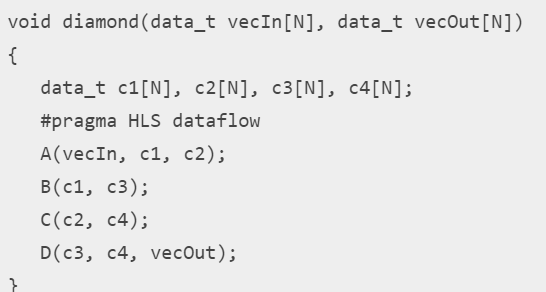 void diamond(data_t vecIn[N], data_t vecOut[N])
{
data_t c1[N], c2[N], c3[N], c4[N];
#pragma HLS dataflow
A(vecIn, c1, c2);
B(c1, c3);
C(c2, c4);
D(c3, c4, vecOut);
}